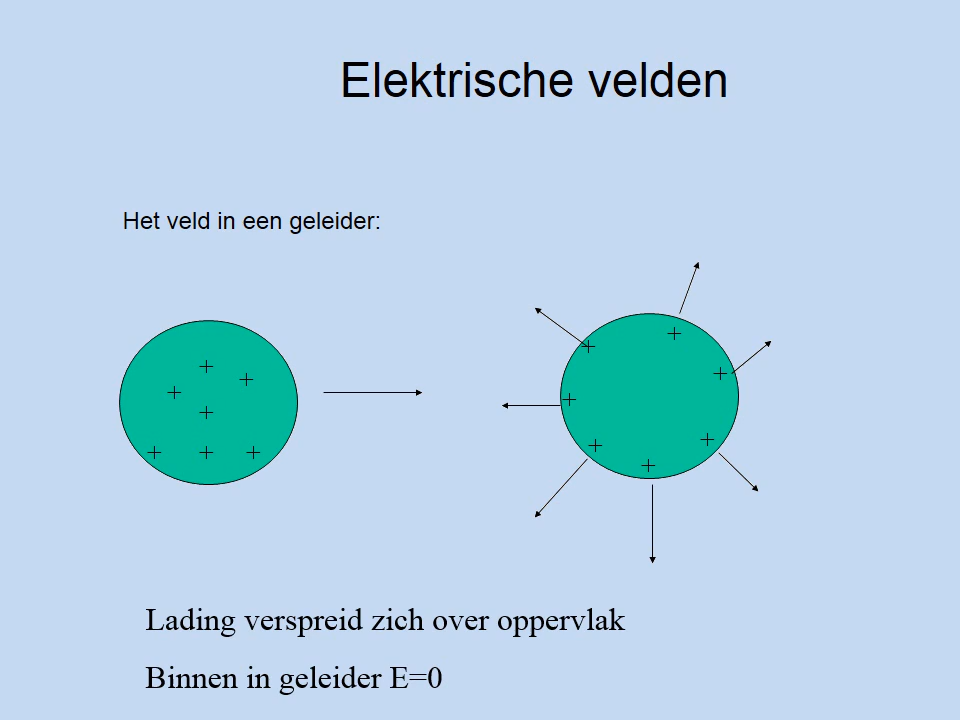 Elektrische velden
Het veld in een geleider:
+ +
+ + +
+ +
+ +
+ + +
+ +
+
Lading verspreid zich over oppervlak
Binnen in geleider E=0